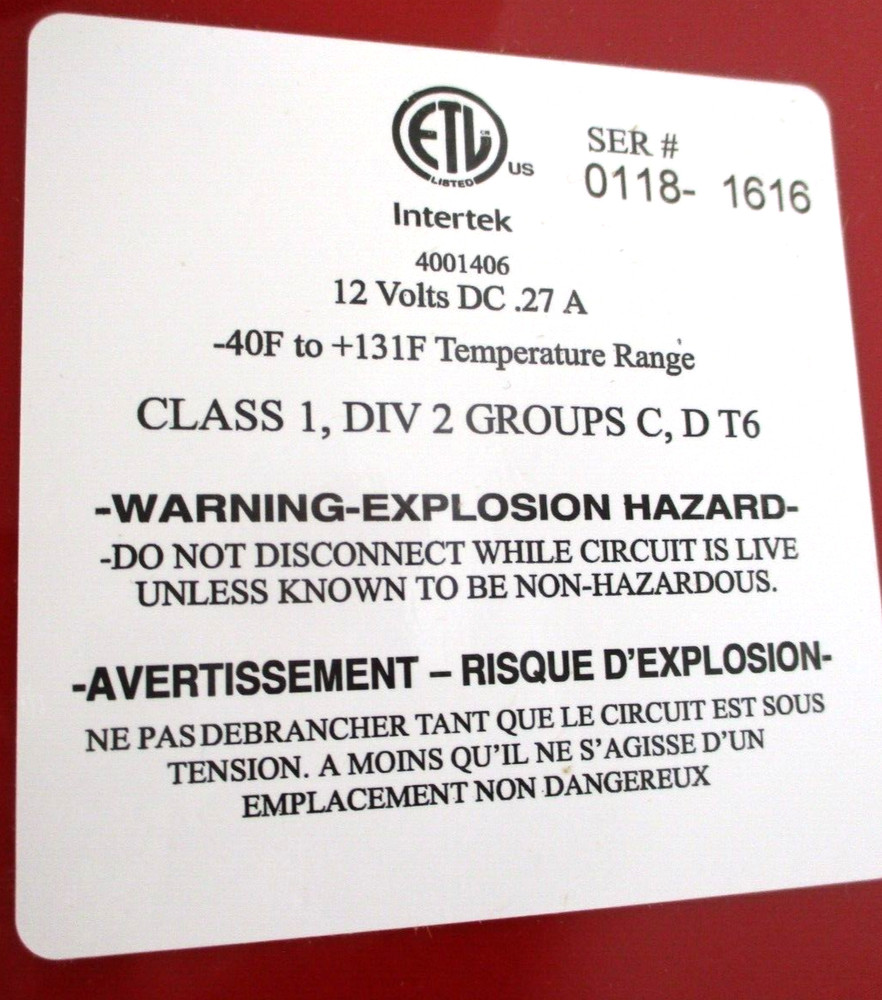 ETL
CM
US
LISTED
Intertek
SER #
0118- 1616
4001406
12 Volts DC .27 A
-40F to +131F Temperature Range
CLASS 1, DIV 2 GROUPS C, D T6
-WARNING-EXPLOSION HAZARD-
-DO NOT DISCONNECT WHILE CIRCUIT IS LIVE
UNLESS KNOWN TO BE NON-HAZARDOUS.
-AVERTISSEMENT – RISQUE D'EXPLOSION-
NE PAS DEBRANCHER TANT QUE LE CIRCUIT EST SOUS
TENSION. A MOINS QU'IL NE S'AGISSE D'UN
EMPLACEMENT NON DANGEREUX